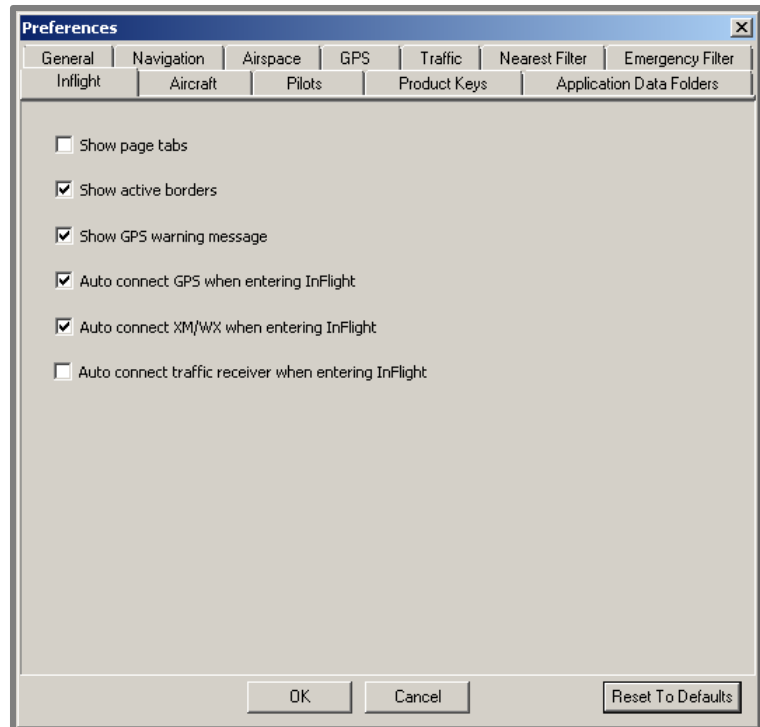 Preferences
General Navigation Airspace GPS Traffic Nearest Filter Emergency Filter
Inflight Aircraft Pilots Product Keys Application Data Folders
Show page tabs
Show active borders
Show GPS warning message
Auto connect GPS when entering InFlight
Auto connect XM/WX when entering InFlight
Auto connect traffic receiver when entering InFlight
OK Cancel Reset To Defaults